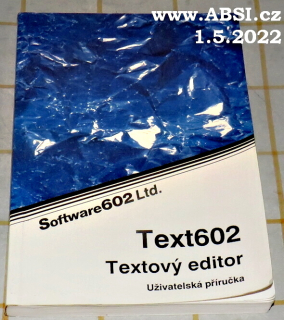 www.ABSI.cz
1.5.2022
Software602 Ltd.
Text602
Textový editor
Uživatelská příručka